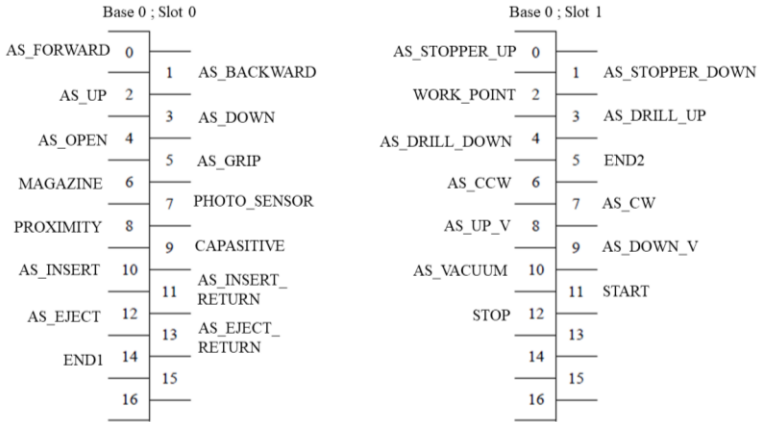 Base 0 ; Slot 0
AS_FORWARD 0
1 AS_BACKWARD
AS_UP 2
3 AS_DOWN
AS_OPEN 4
5 AS_GRIP
MAGAZINE 6
7 PHOTO_SENSOR
PROXIMITY 8
9 CAPASITIVE
AS_INSERT 10
11 AS_INSERT_
RETURN
AS_EJECT 12
13 AS_EJECT_
RETURN
END1 14
15
16
Base 0 ; Slot 1
AS_STOPPER_UP 0
1 AS_STOPPER_DOWN
WORK_POINT 2
3 AS_DRILL_UP
AS_DRILL_DOWN 4
5 END2
AS_CCW 6
7 AS_CW
AS_UP_V 8
9 AS_DOWN_V
AS_VACUUM 10
11 START
STOP 12
13
14
15
16